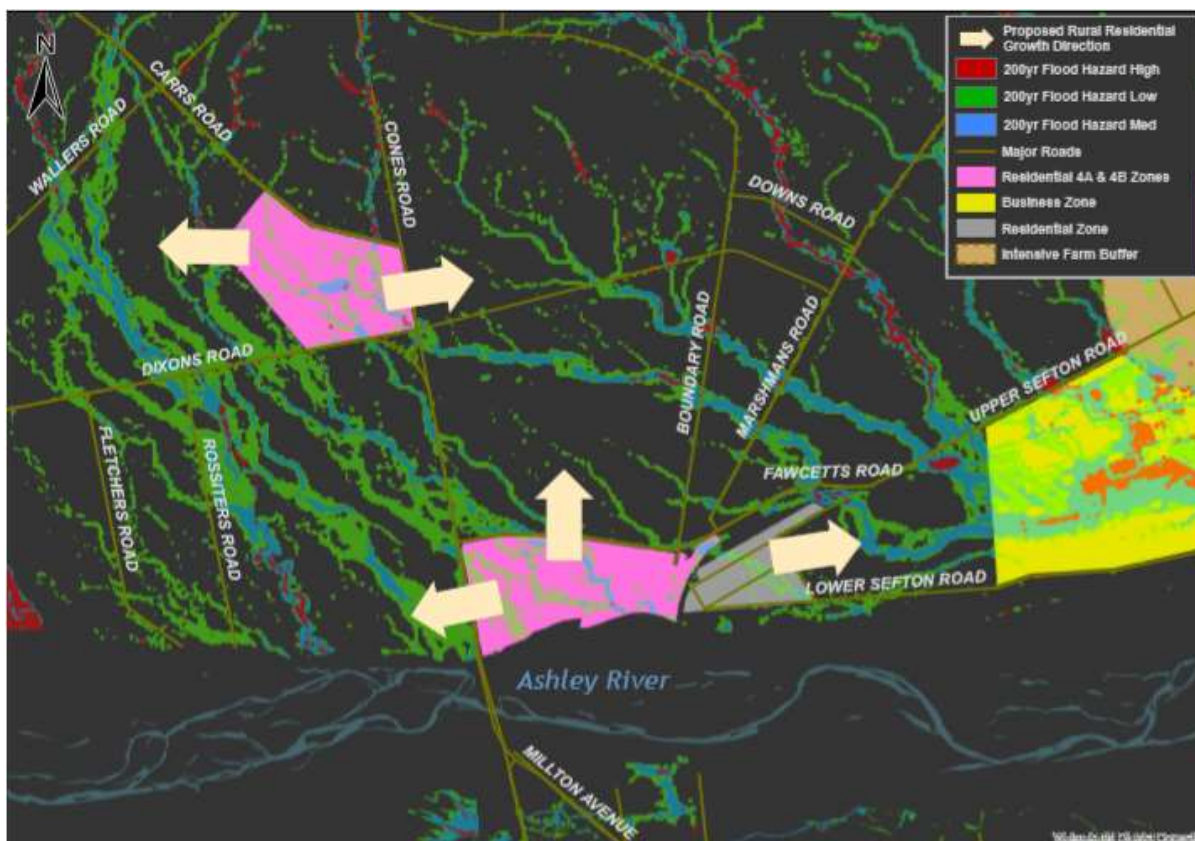 N
Proposed Rural Residential
Growth Direction
200yr Flood Hazard High
200yr Flood Hazard Low
200yr Flood Hazard Med
Major Roads
Residential 4A & 4B Zones
Business Zone
Residential Zone
Intensive Farm Buffer
CARRS ROAD
WALLERS ROAD
CONES ROAD
DOWNS ROAD
BOUNDARY ROAD
MARSHMANS ROAD
DIXONS ROAD
UPPER SEFTON ROAD
FLETCHERS ROAD
ROSSITERS ROAD
FAWCETTS ROAD
LOWER SEFTON ROAD
Ashley River
MILLTON AVENUE